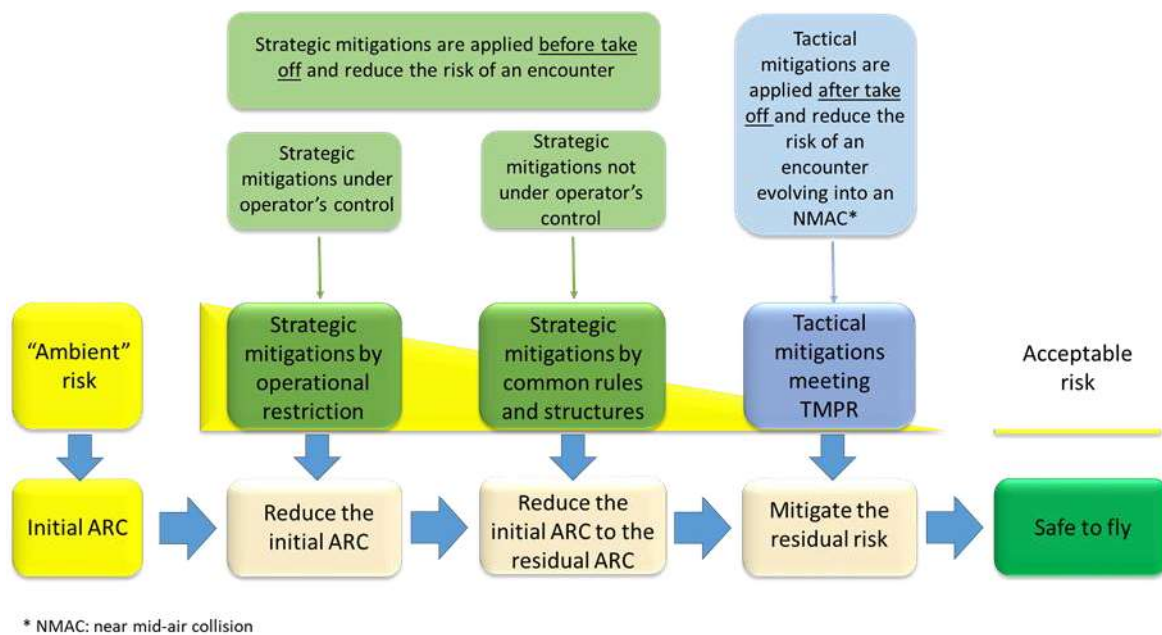 Strategic mitigations are applied before take
off and reduce the risk of an encounter
Tactical
mitigations are
applied after take
off and reduce the
risk of an
encounter
evolving into an
NMAC*
Strategic
mitigations under
operator’s control
Strategic
mitigations not
under operator’s
control
“Ambient”
risk
Strategic
mitigations by
operational
restriction
Strategic
mitigations by
common rules
and structures
Tactical
mitigations
meeting
TMPR
Acceptable
risk
Initial ARC
Reduce the
initial ARC
Reduce the
initial ARC to the
residual ARC
Mitigate the
residual risk
Safe to fly
* NMAC: near mid-air collision